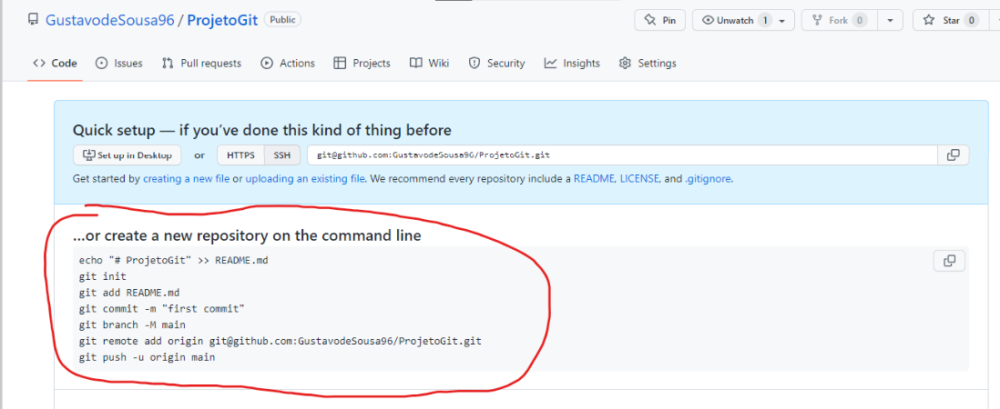 GustavodeSousa96 / ProjetoGit Public
Pin Unwatch 1 Fork 0 Star 0
Code Issues Pull requests Actions Projects Wiki Security Insights Settings
Quick setup — if you've done this kind of thing before
Set up in Desktop or HTTPS SSH git@github.com:GustavodeSousa96/ProjetoGit.git
Get started by creating a new file or uploading an existing file. We recommend every repository include a README, LICENSE, and .gitignore.
...or create a new repository on the command line
echo "# ProjetoGit" >> README.md
git init
git add README.md
git commit -m "first commit"
git branch -M main
git remote add origin git@github.com:GustavodeSousa96/ProjetoGit.git
git push -u origin main